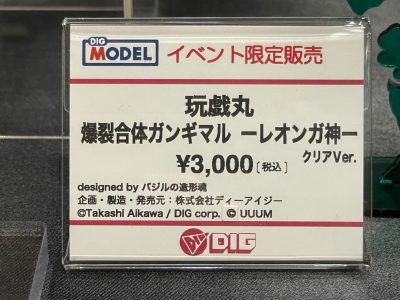 DIG MODEL イベント限定販売
玩戯丸
爆裂合体ガンギマル ーレオンガ神ー
クリアVer.
¥3,000[税込]
designed by バジルの造形魂
企画・製造・発売元：株式会社ディーアイジー
©Takashi Aikawa / DIG corp. © UUUM
DIG DIG